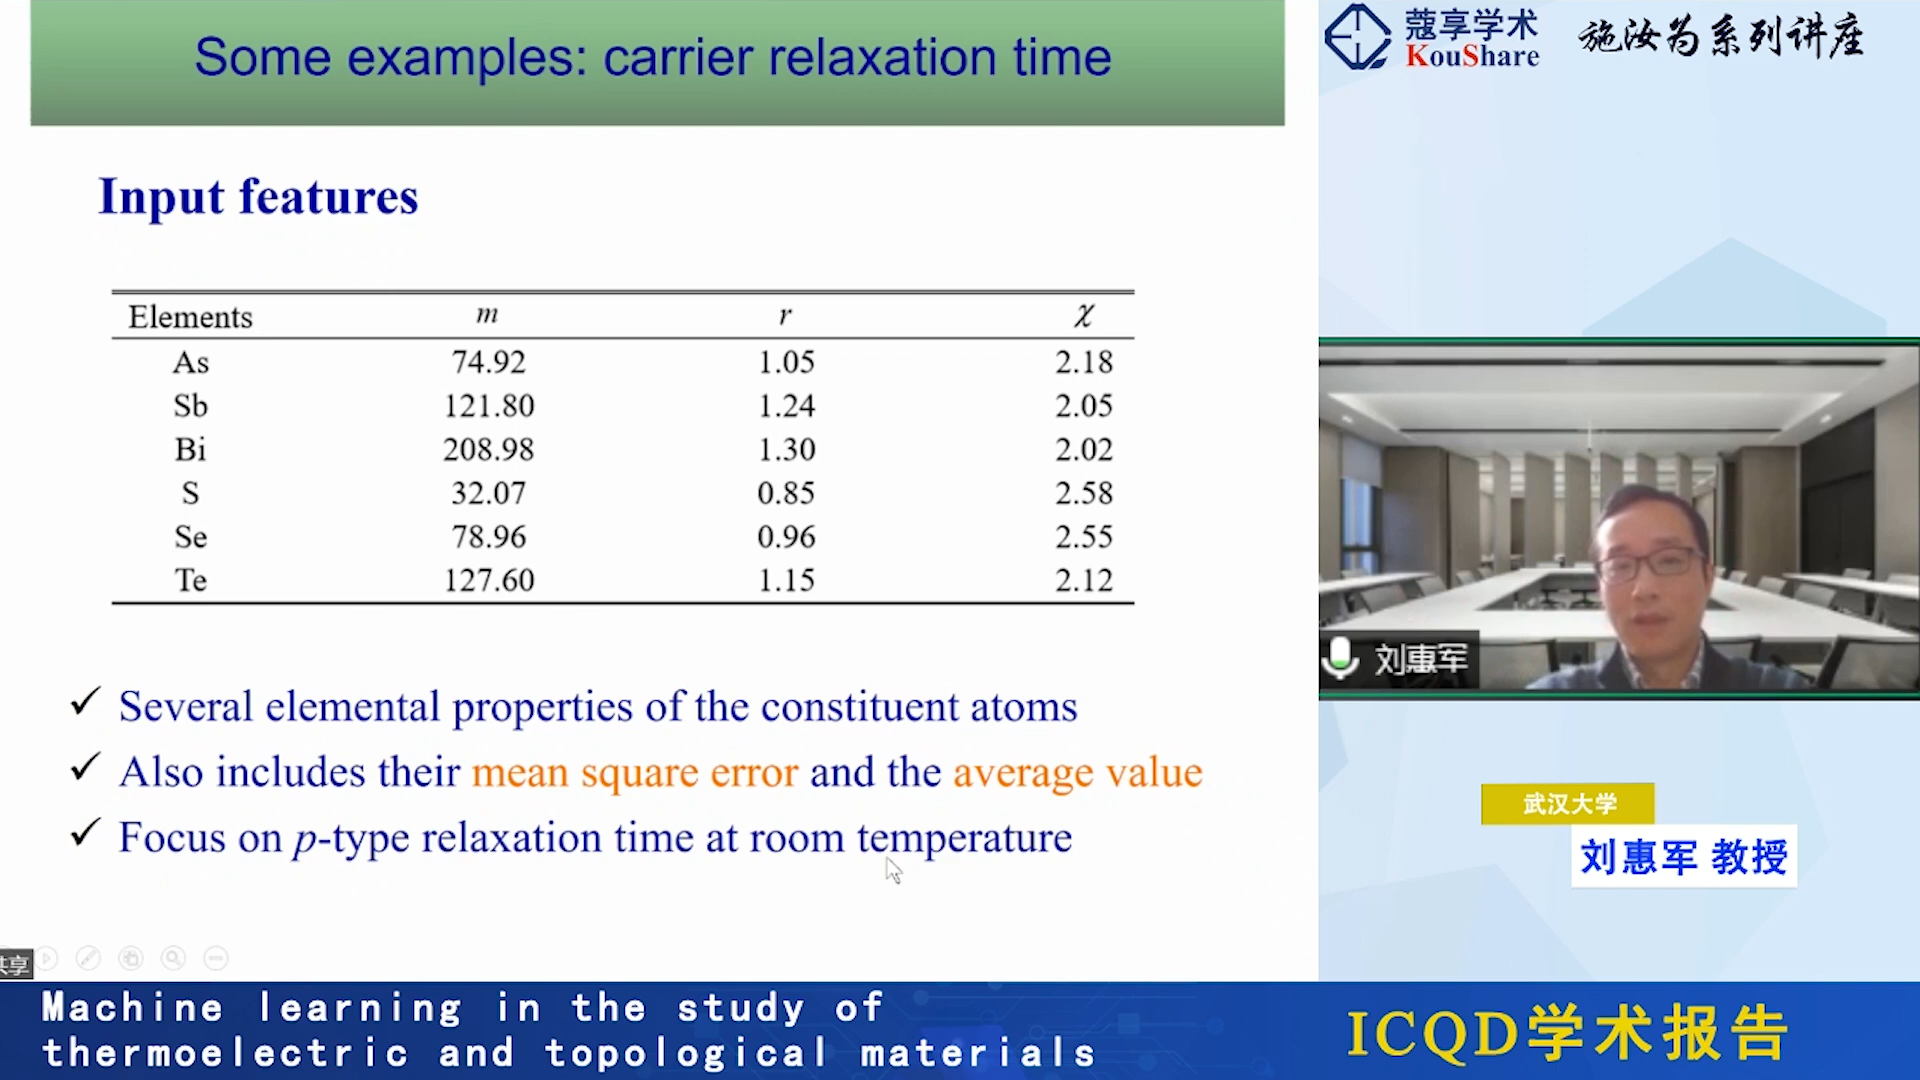 Some examples: carrier relaxation time
Input features
Elements m r χ
As 74.92 1.05 2.18
Sb 121.80 1.24 2.05
Bi 208.98 1.30 2.02
S 32.07 0.85 2.58
Se 78.96 0.96 2.55
Te 127.60 1.15 2.12
✓ Several elemental properties of the constituent atoms
✓ Also includes their mean square error and the average value
✓ Focus on p-type relaxation time at room temperature
共享
蔻享学术
KouShare
施汝为系列讲座
刘惠军
武汉大学
刘惠军 教授
Machine learning in the study of
thermoelectric and topological materials
ICQD学术报告